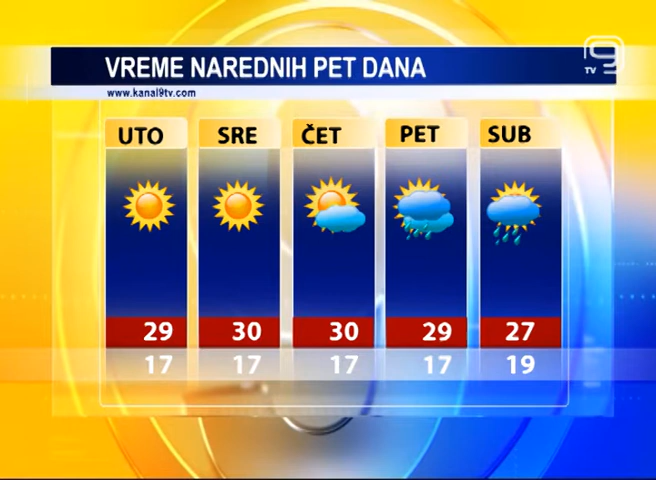 VREME NAREDNIH PET DANA
9
TV
www.kanal9tv.com
UTO SRE ČET PET SUB
29 30 30 29 27
17 17 17 17 19